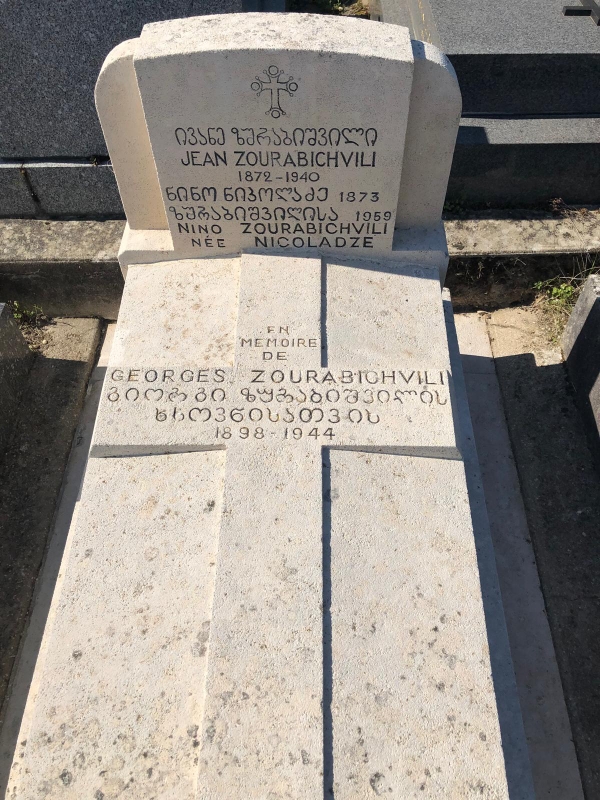 ივანე ზურაბიშვილი
JEAN ZOURABICHVILI
1872-1940
ნინო ნიკოლაძე 1873
ზურაბიშვილისა 1959
NINO ZOURABICHVILI
NÉE NICOLADZE
EN
MEMOIRE
DE
GEORGES ZOURABICHVILI
გიორგი ზურაბიშვილის
ხსოვნისათვის
1898-1944